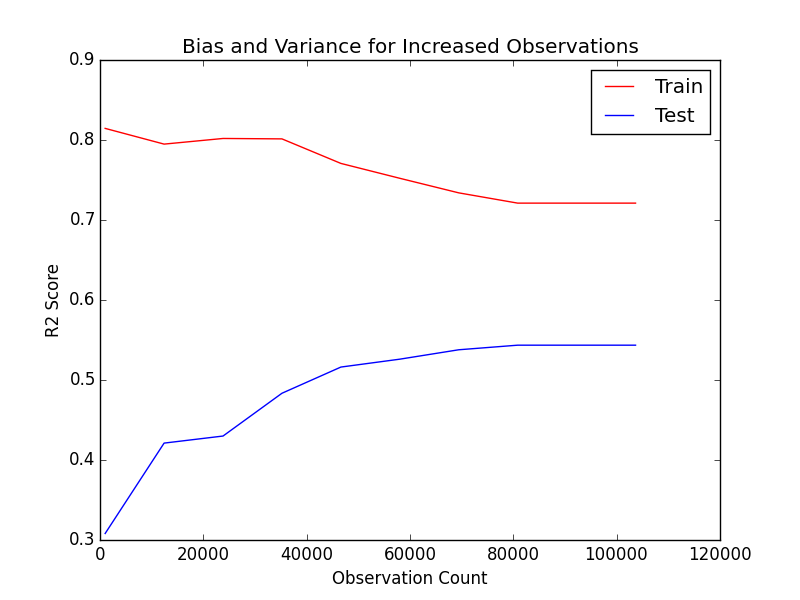 Bias and Variance for Increased Observations
Train
Test
0.9
0.8
0.7
0.6
0.5
0.4
0.3
R2 Score
0 20000 40000 60000 80000 100000 120000
Observation Count